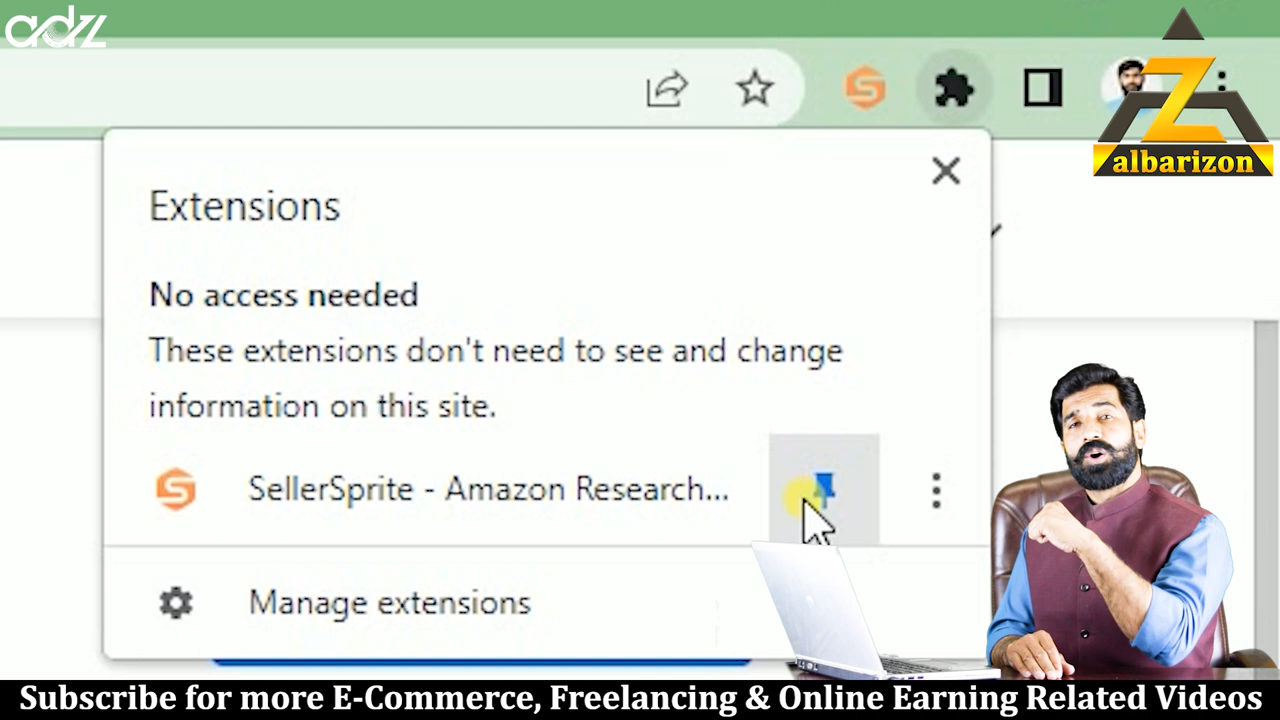 adz
albarizon
Extensions
No access needed
These extensions don't need to see and change
information on this site.
SellerSprite - Amazon Research...
Manage extensions
Subscribe for more E-Commerce, Freelancing & Online Earning Related Videos